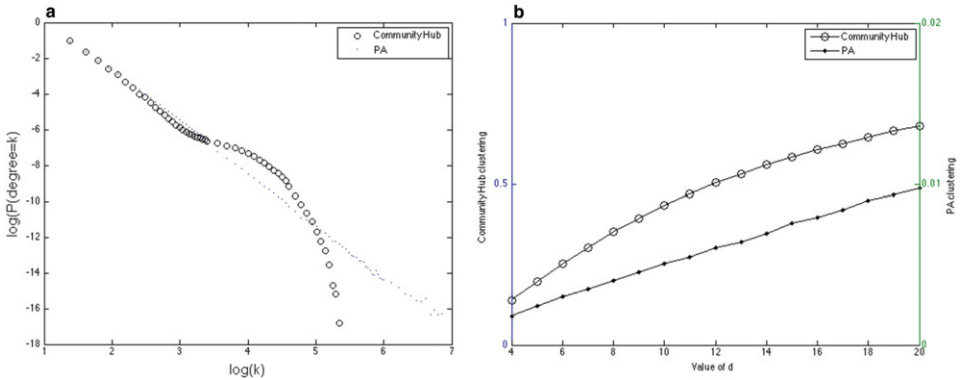 a
CommunityHub
PA
0
-2
-4
-6
-8
-10
-12
-14
-16
-18
log(P(degree=k)
1 2 3 4 5 6 7
log(k)
b
CommunityHub
PA
1
0.5
0
CommunityHub clustering
0.02
0.01
0
PA clustering
4 6 8 10 12 14 16 18 20
Value of d